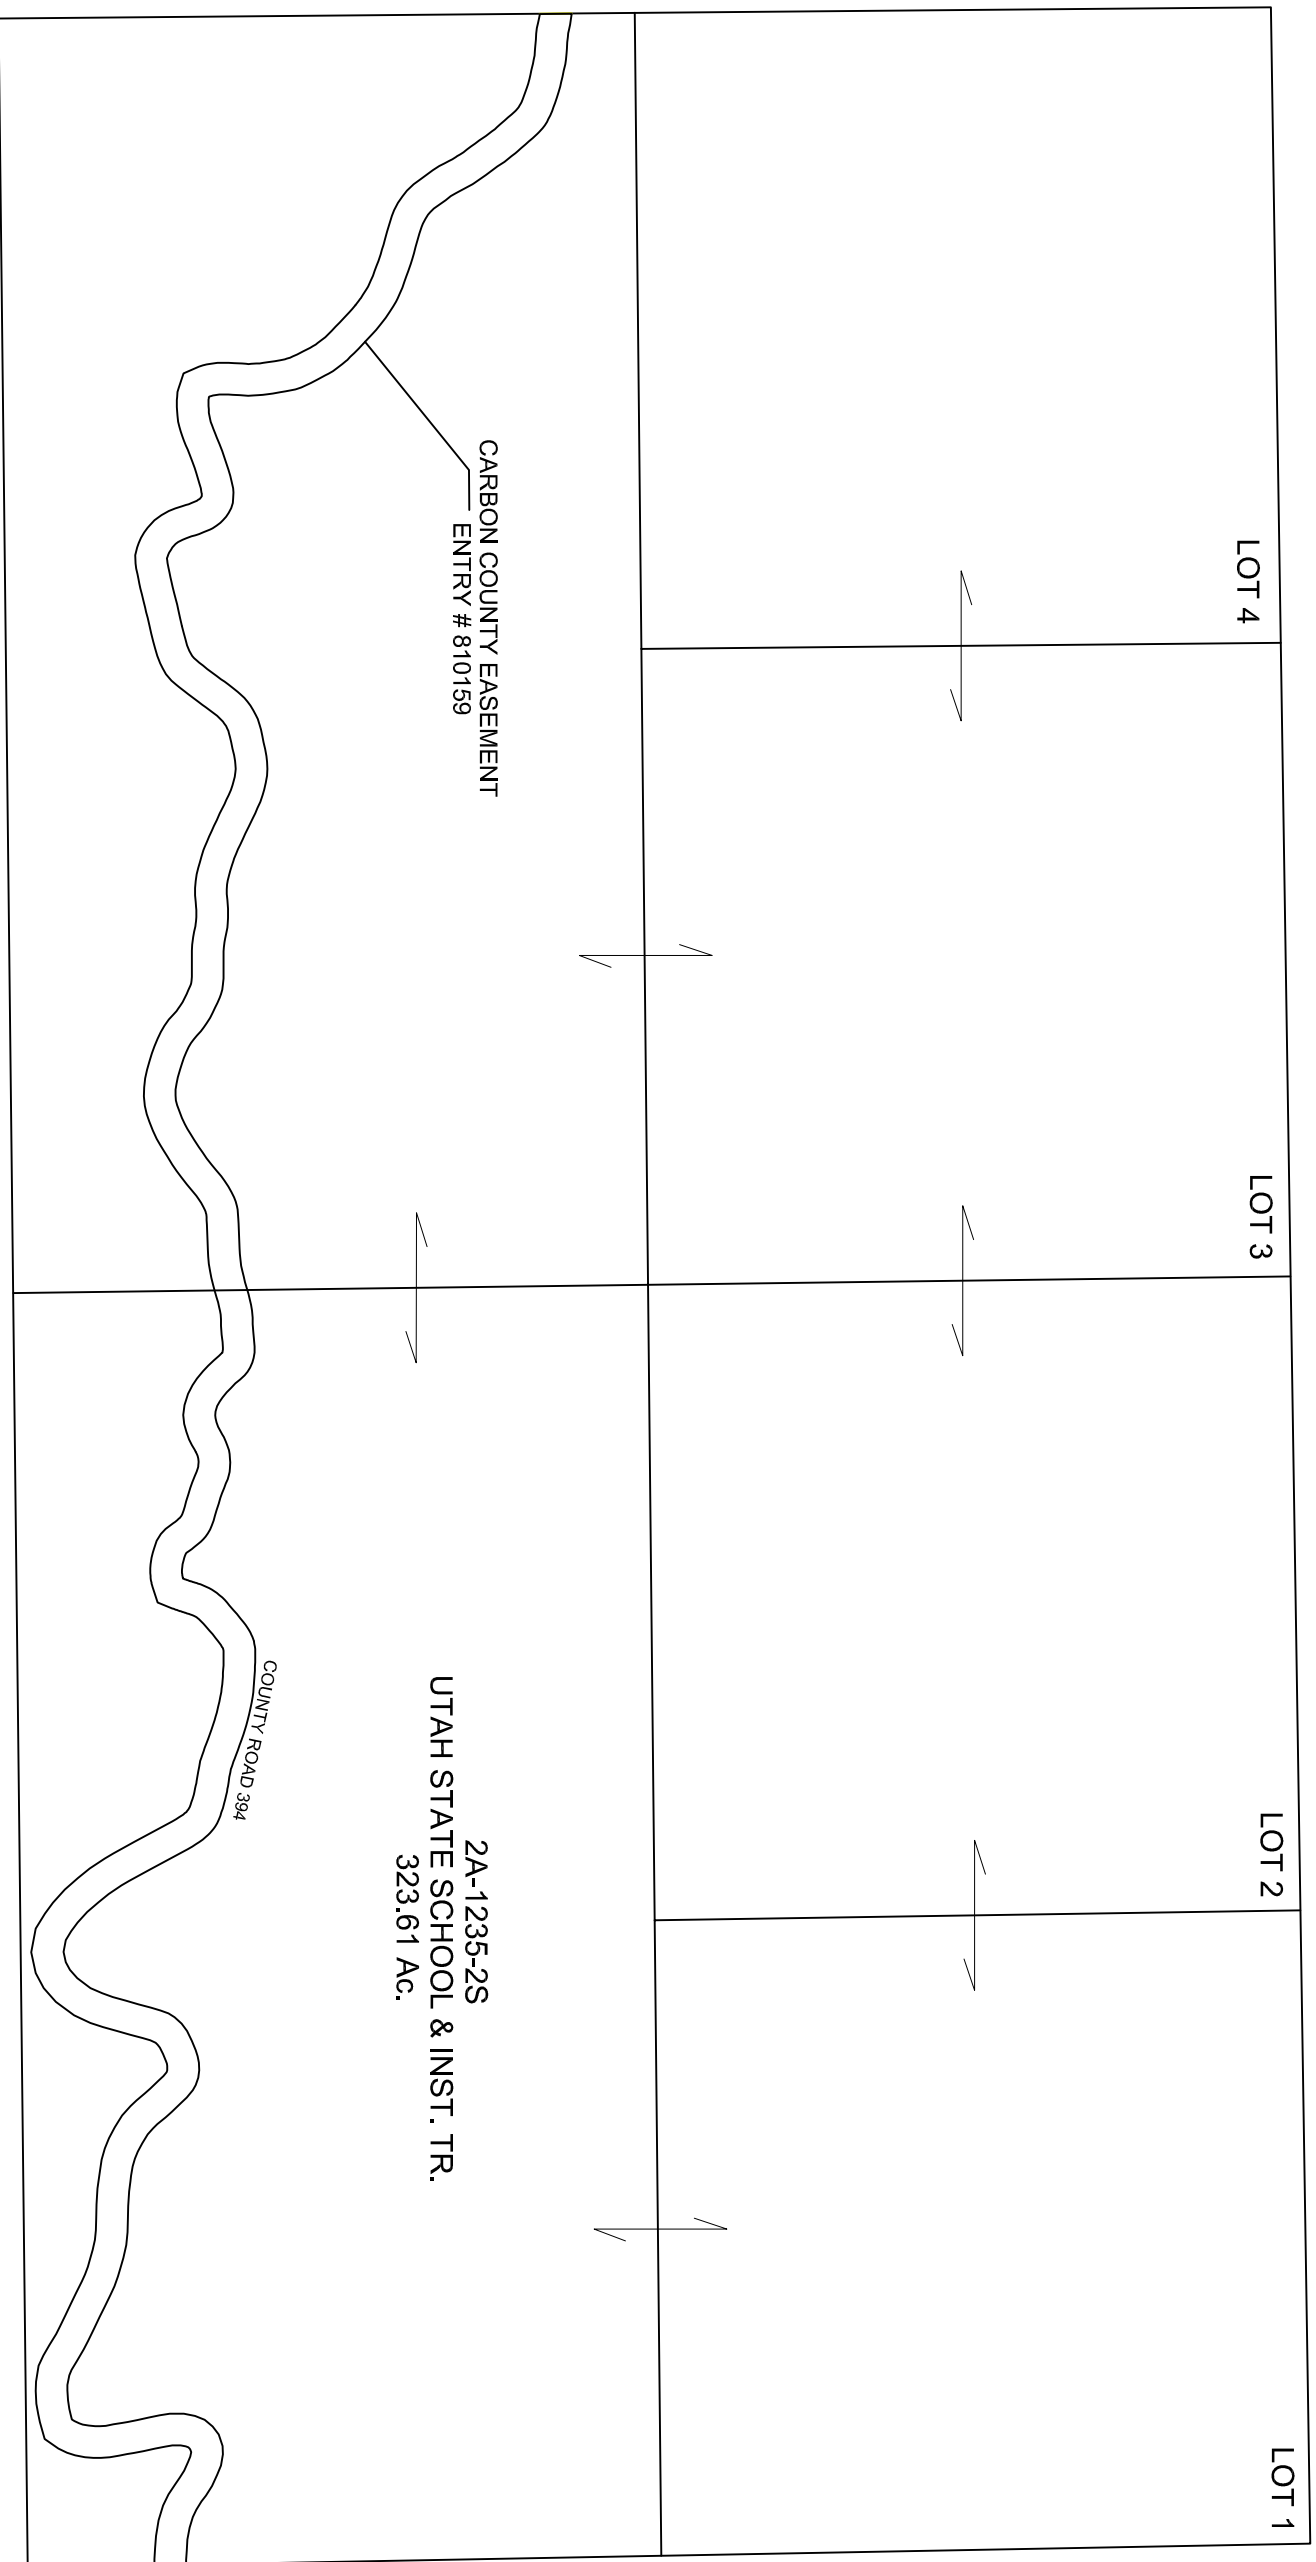 LOT 4
LOT 3
LOT 2
LOT 1
CARBON COUNTY EASEMENT
ENTRY # 810159
2A-1235-2S
UTAH STATE SCHOOL & INST. TR.
323.61 Ac.
COUNTY ROAD 394